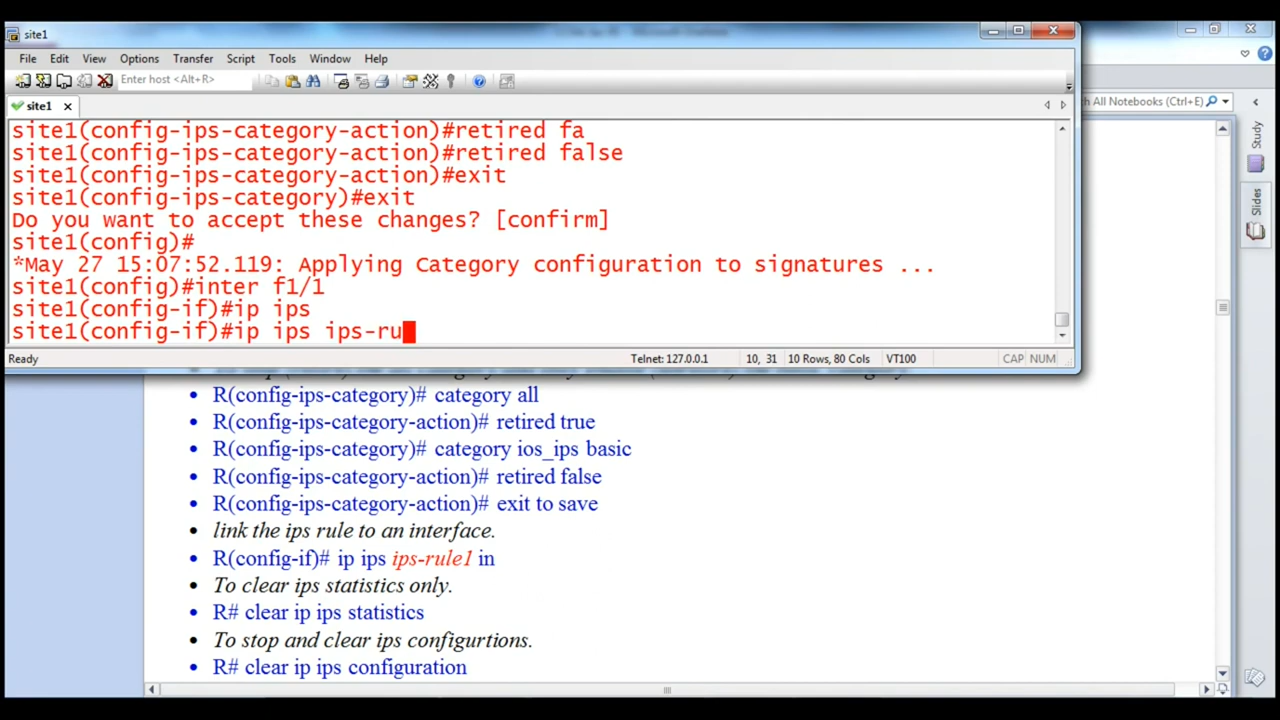 site1
File Edit View Options Transfer Script Tools Window Help
Enter host <Alt+R>
site1
site1(config-ips-category-action)#retired fa
site1(config-ips-category-action)#retired false
site1(config-ips-category-action)#exit
site1(config-ips-category)#exit
Do you want to accept these changes? [confirm]
site1(config)#
*May 27 15:07:52.119: Applying Category configuration to signatures ...
site1(config)#inter f1/1
site1(config-if)#ip ips
site1(config-if)#ip ips ips-ru
Ready Telnet: 127.0.0.1 10, 31 10 Rows, 80 Cols VT100 CAP NUM
ch All Notebooks (Ctrl+E)
Study
Slides
R(config-ips-category)# category all
R(config-ips-category-action)# retired true
R(config-ips-category)# category ios_ips basic
R(config-ips-category-action)# retired false
R(config-ips-category-action)# exit to save
link the ips rule to an interface.
R(config-if)# ip ips ips-rule1 in
To clear ips statistics only.
R# clear ip ips statistics
To stop and clear ips configurtions.
R# clear ip ips configuration